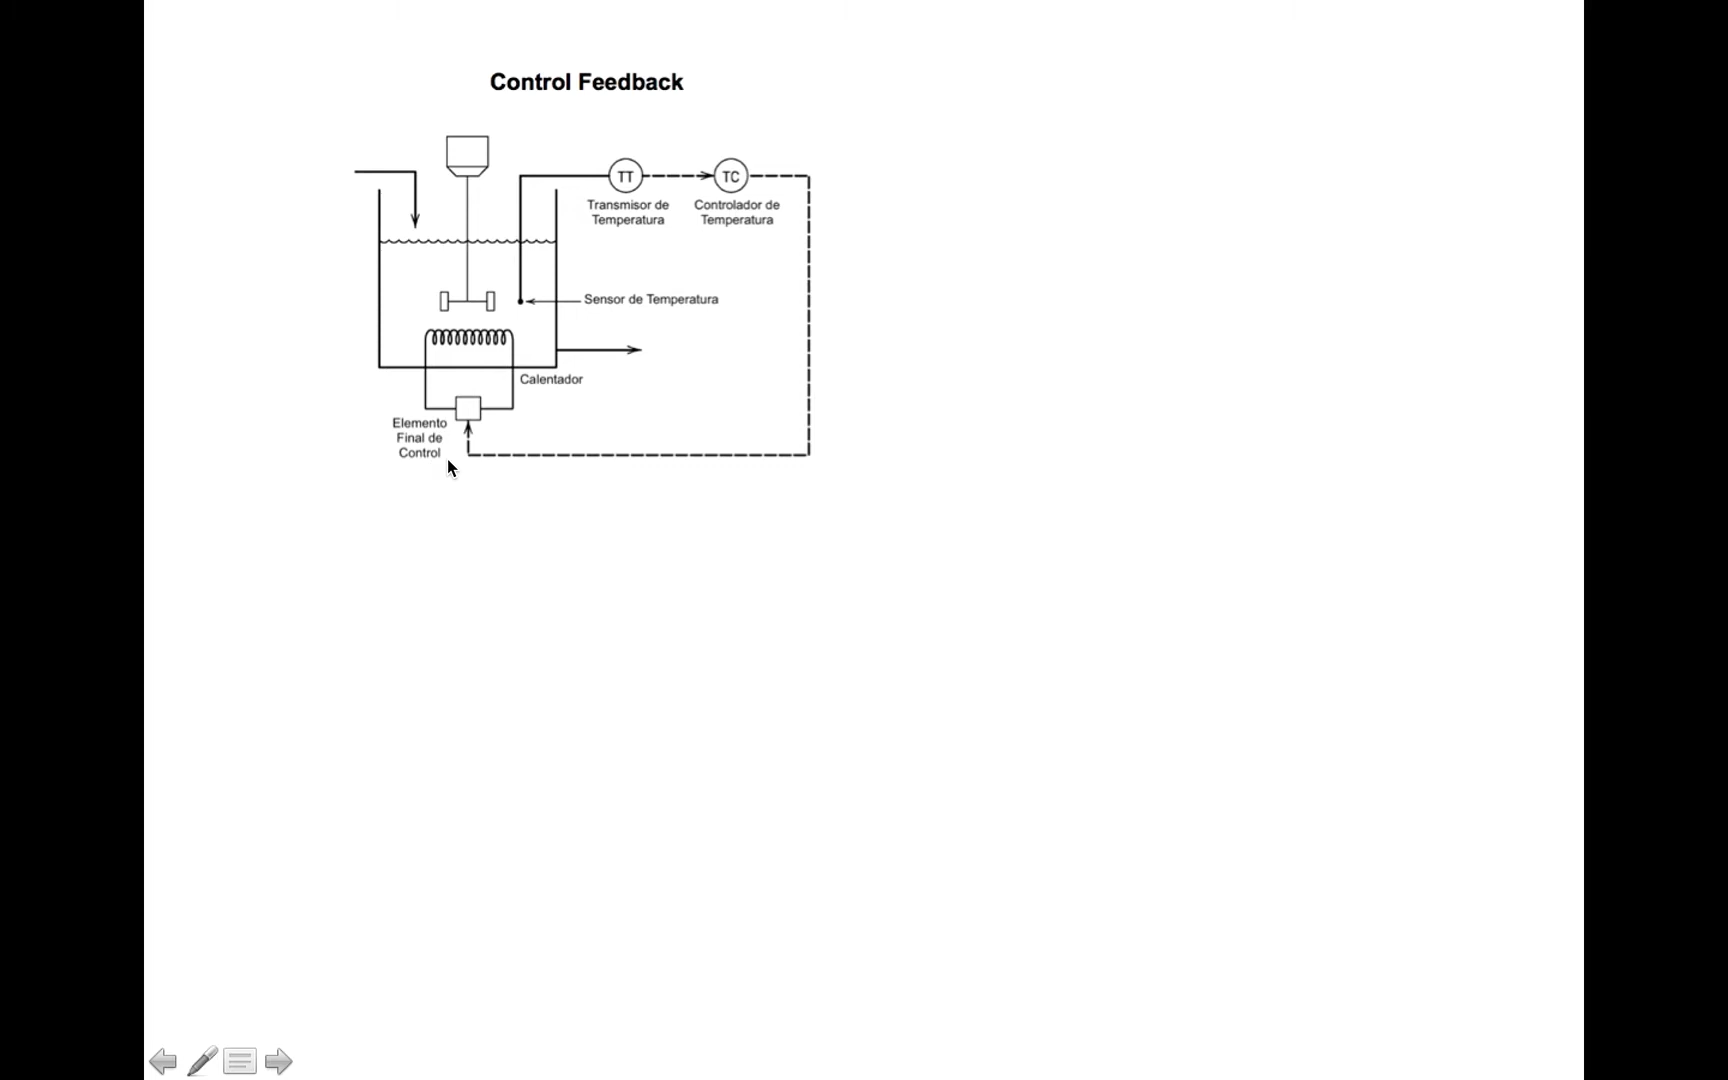 Control Feedback
TT
TC
Transmisor de
Temperatura
Controlador de
Temperatura
Sensor de Temperatura
Calentador
Elemento
Final de
Control